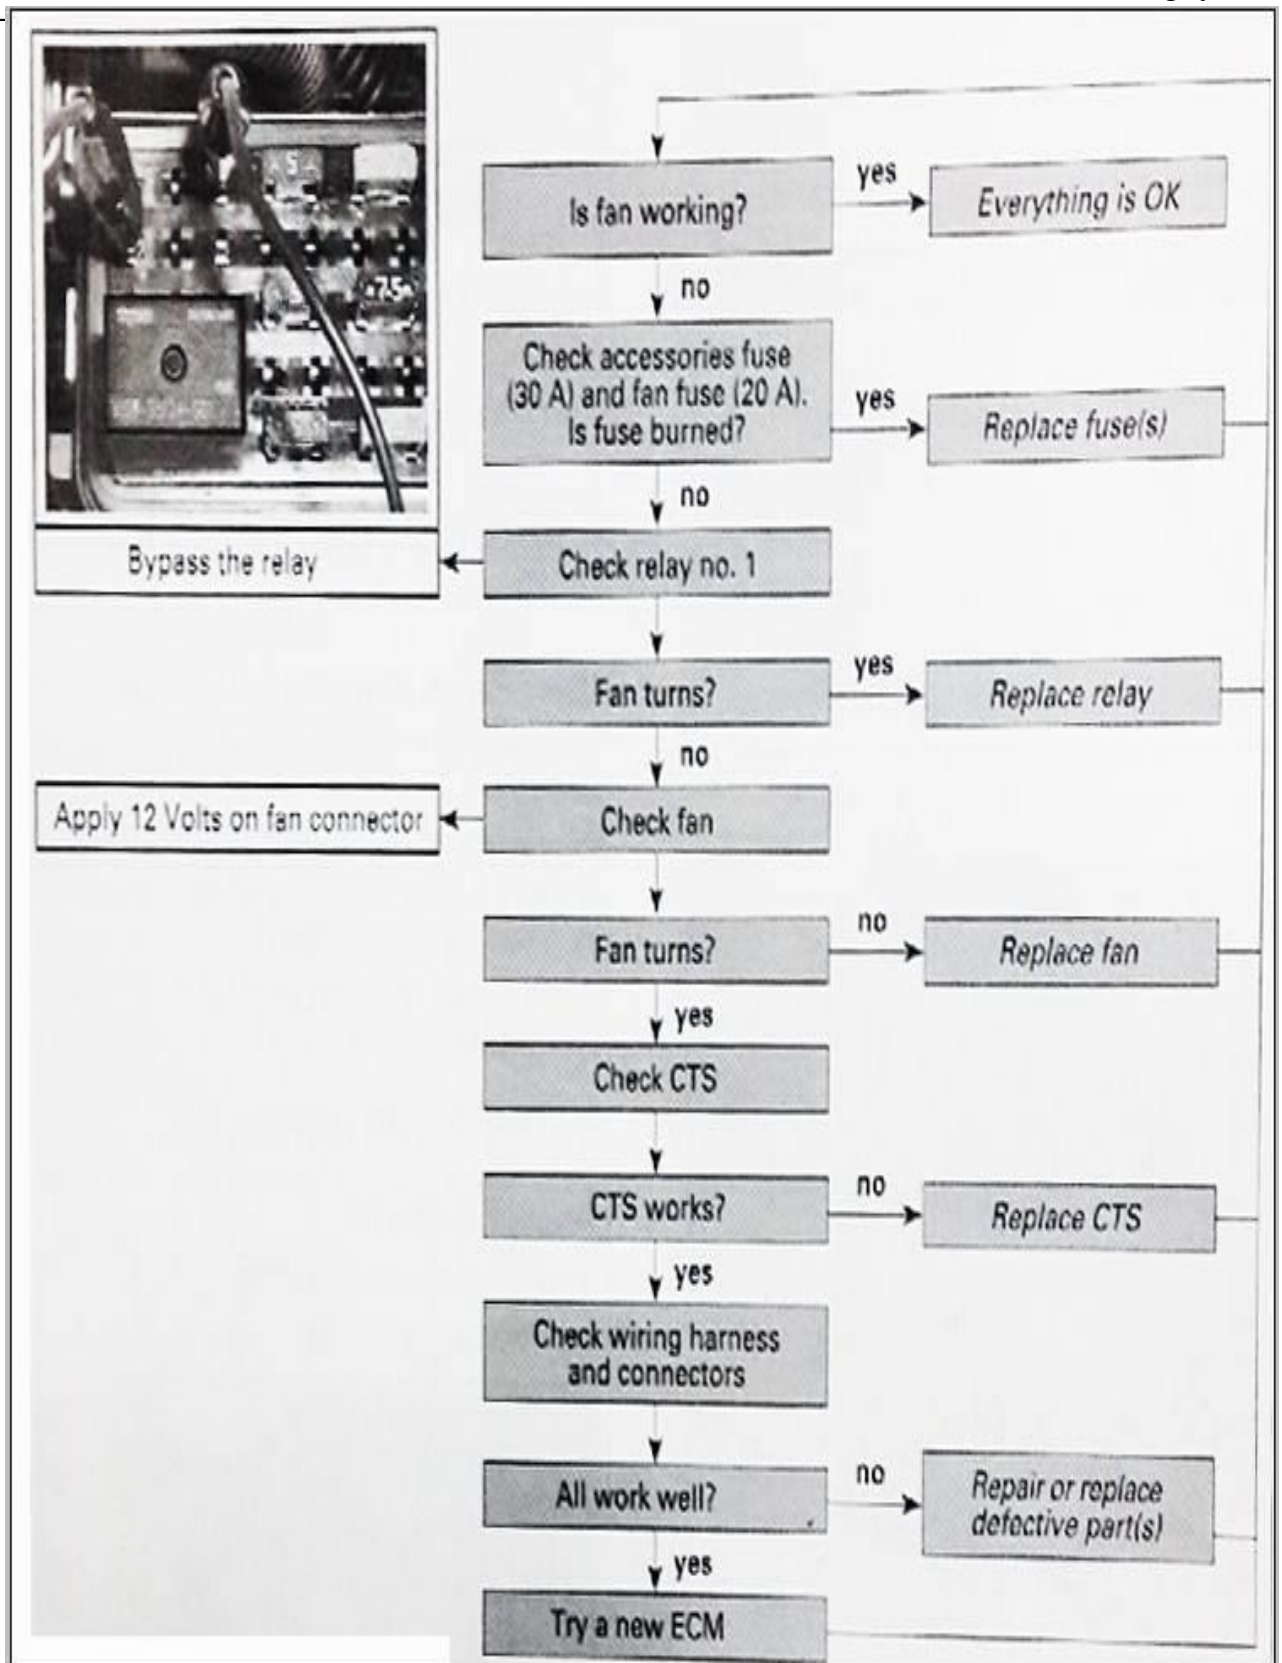 Is fan working?
yes
Everything is OK
no
Check accessories fuse
(30 A) and fan fuse (20 A).
Is fuse burned?
yes
Replace fuse(s)
no
5
7.5
Bypass the relay
Check relay no. 1
Fan turns?
yes
Replace relay
no
Apply 12 Volts on fan connector
Check fan
Fan turns?
no
Replace fan
yes
Check CTS
CTS works?
no
Replace CTS
yes
Check wiring harness
and connectors
All work well?
no
Repair or replace
defective part(s)
yes
Try a new ECM